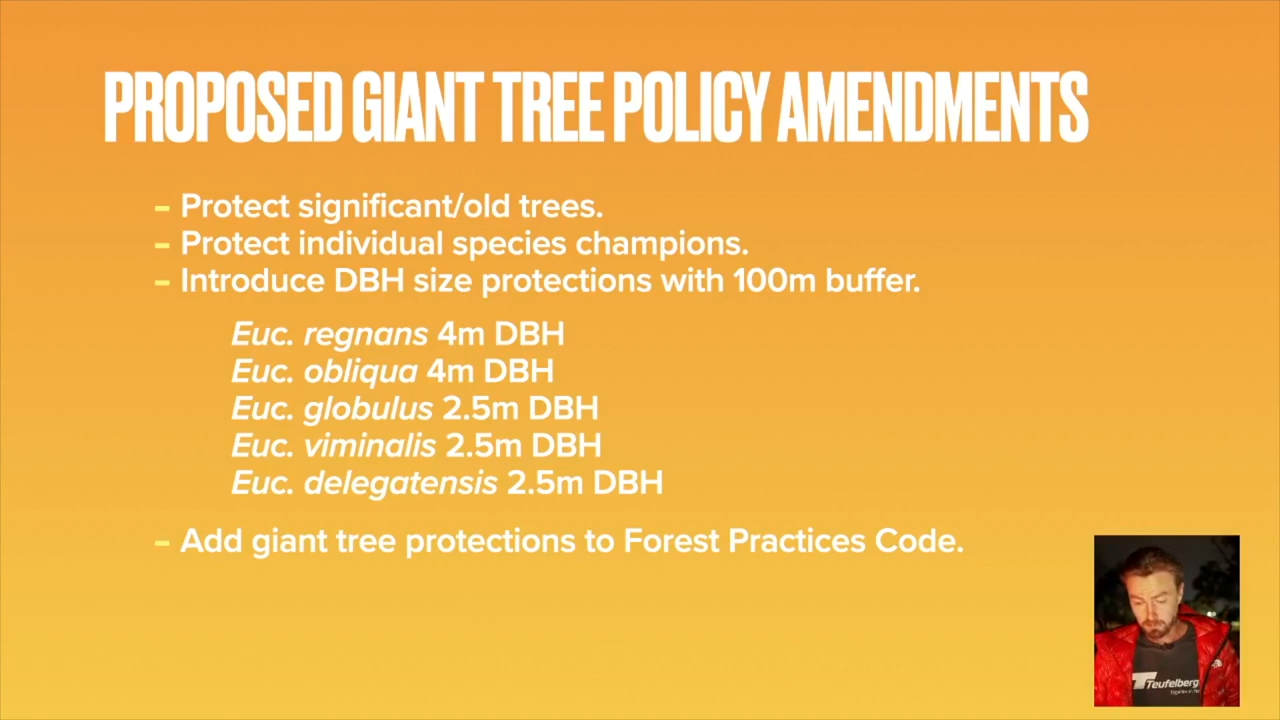 PROPOSED GIANT TREE POLICY AMENDMENTS
- Protect significant/old trees.
- Protect individual species champions.
- Introduce DBH size protections with 100m buffer.
Euc. regnans 4m DBH
Euc. obliqua 4m DBH
Euc. globulus 2.5m DBH
Euc. viminalis 2.5m DBH
Euc. delegatensis 2.5m DBH
- Add giant tree protections to Forest Practices Code.
Teufelberg